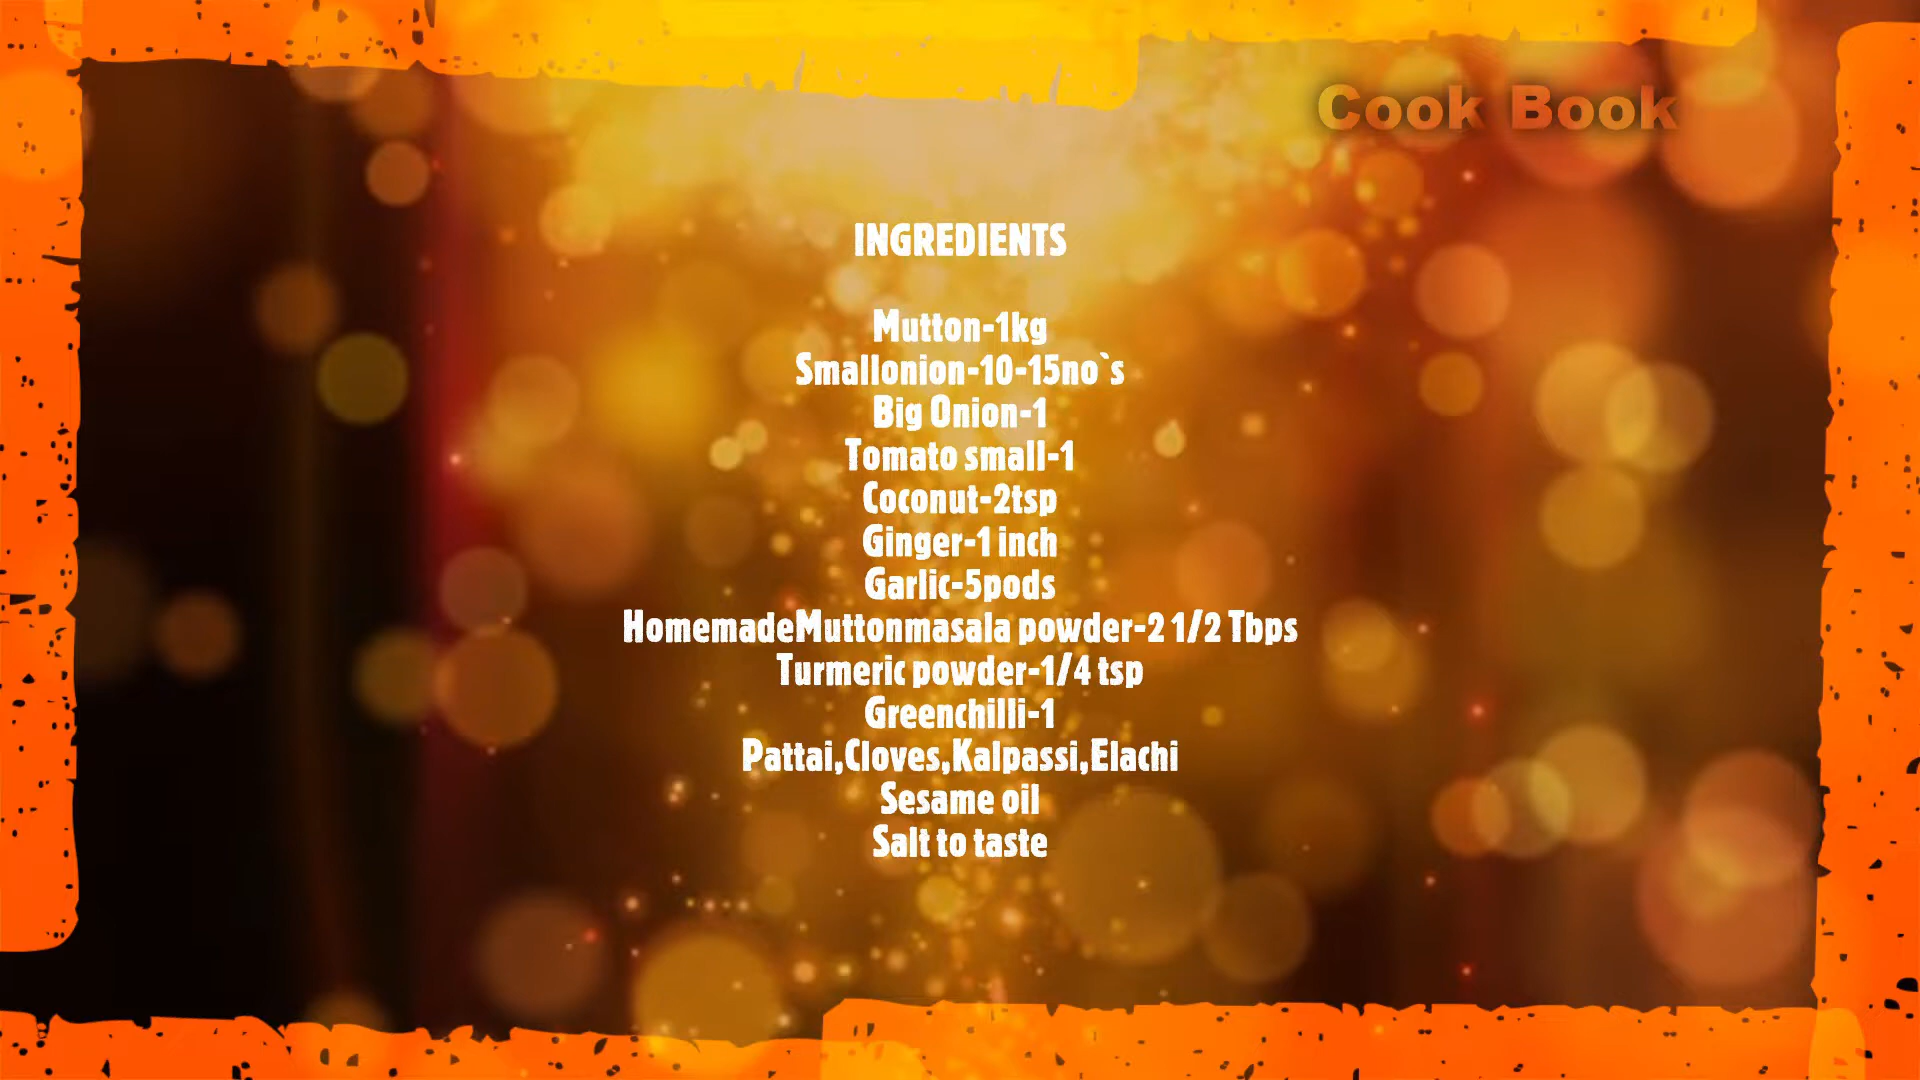 Cook Book
INGREDIENTS
Mutton-1kg
Smallonion-10-15no`s
Big Onion-1
Tomato small-1
Coconut-2tsp
Ginger-1 inch
Garlic-5pods
HomemadeMuttonmasala powder-2 1/2 Tbps
Turmeric powder-1/4 tsp
Greenchilli-1
Pattai,Cloves,Kalpassi,Elachi
Sesame oil
Salt to taste